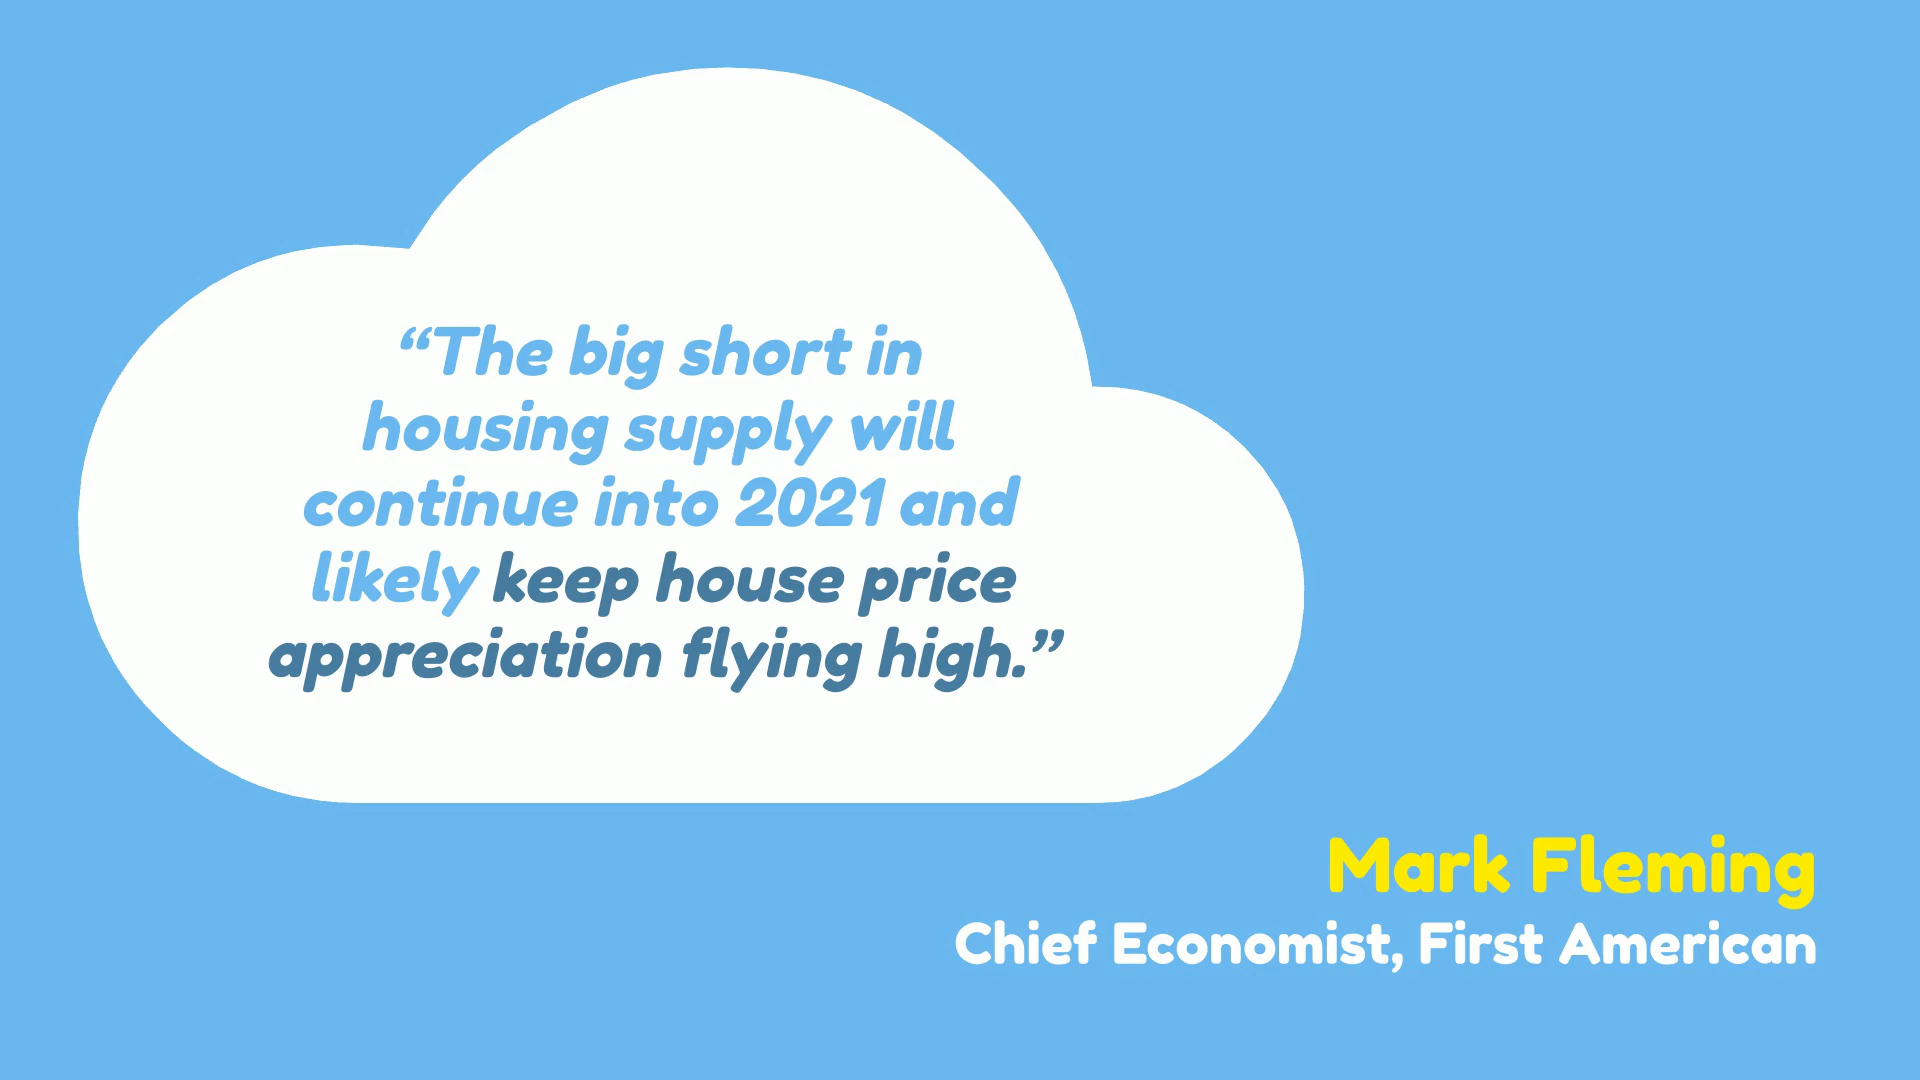 “The big short in
housing supply will
continue into 2021 and
likely keep house price
appreciation flying high.”
Mark Fleming
Chief Economist, First American